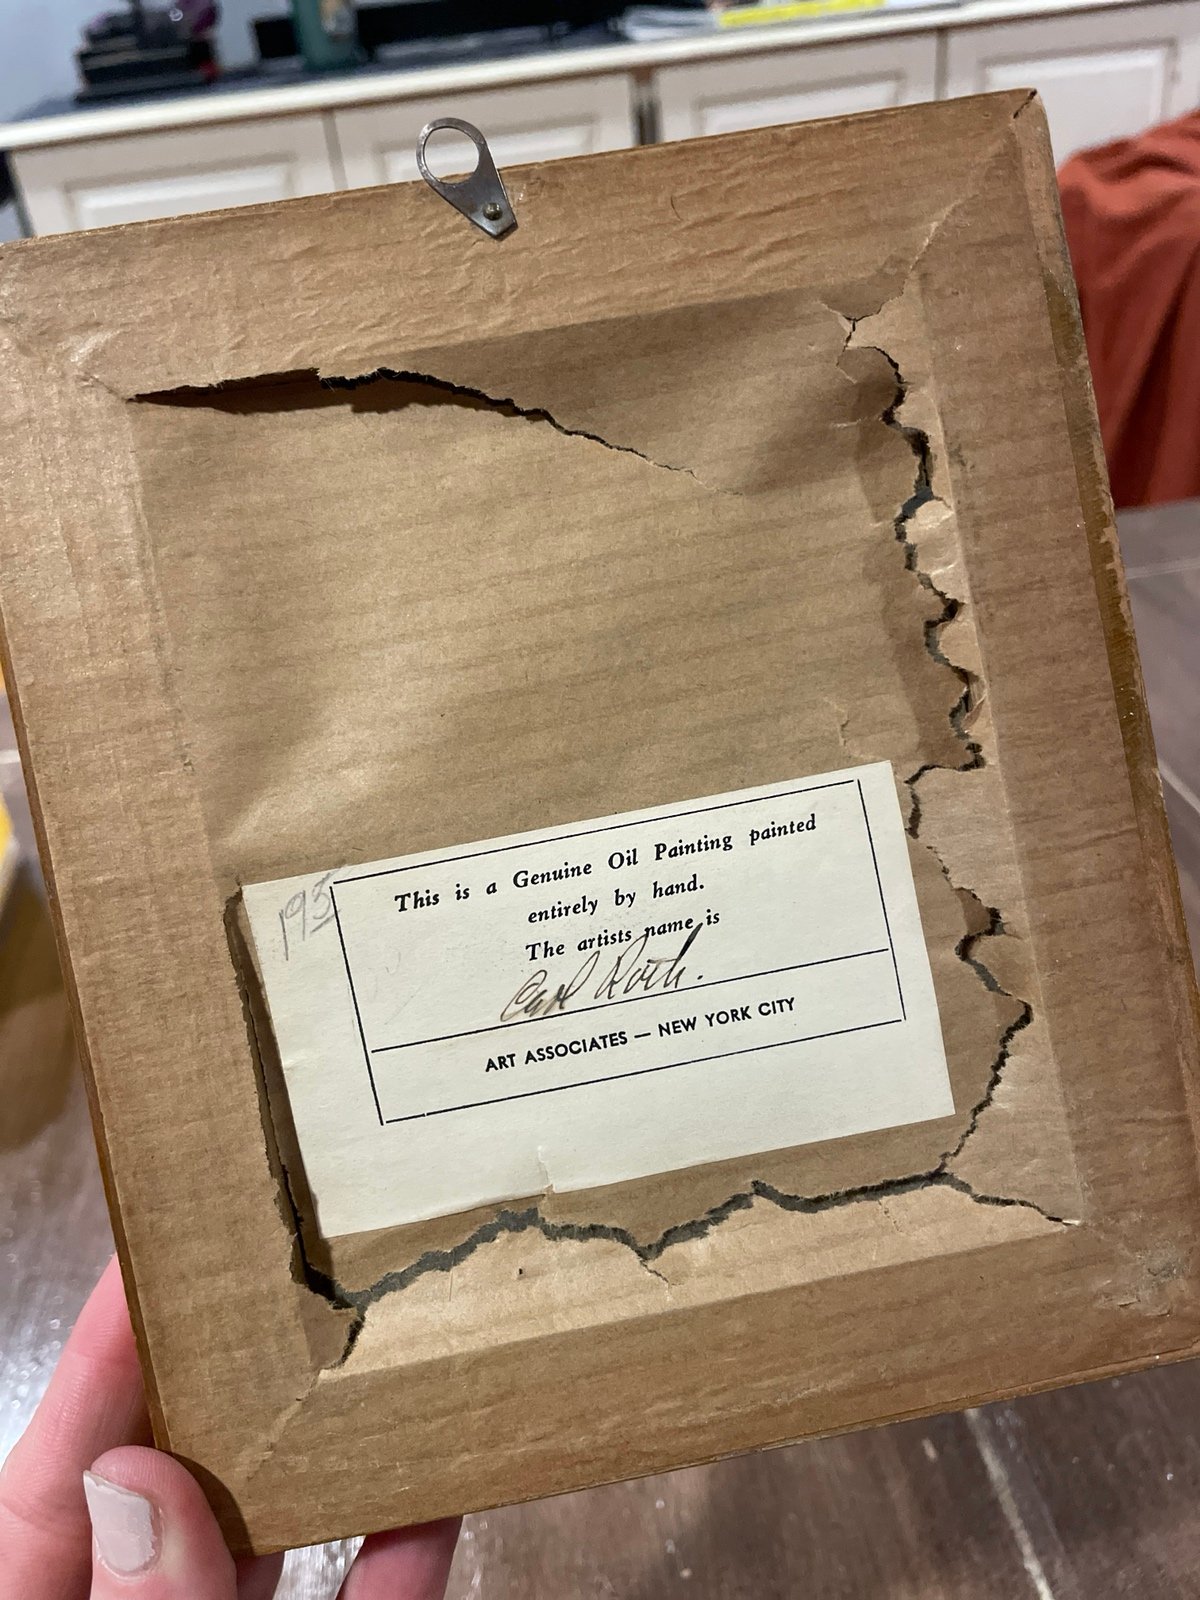 This is a Genuine Oil Painting painted
entirely by hand.
The artists name is
Carl Roth.
ART ASSOCIATES — NEW YORK CITY
195